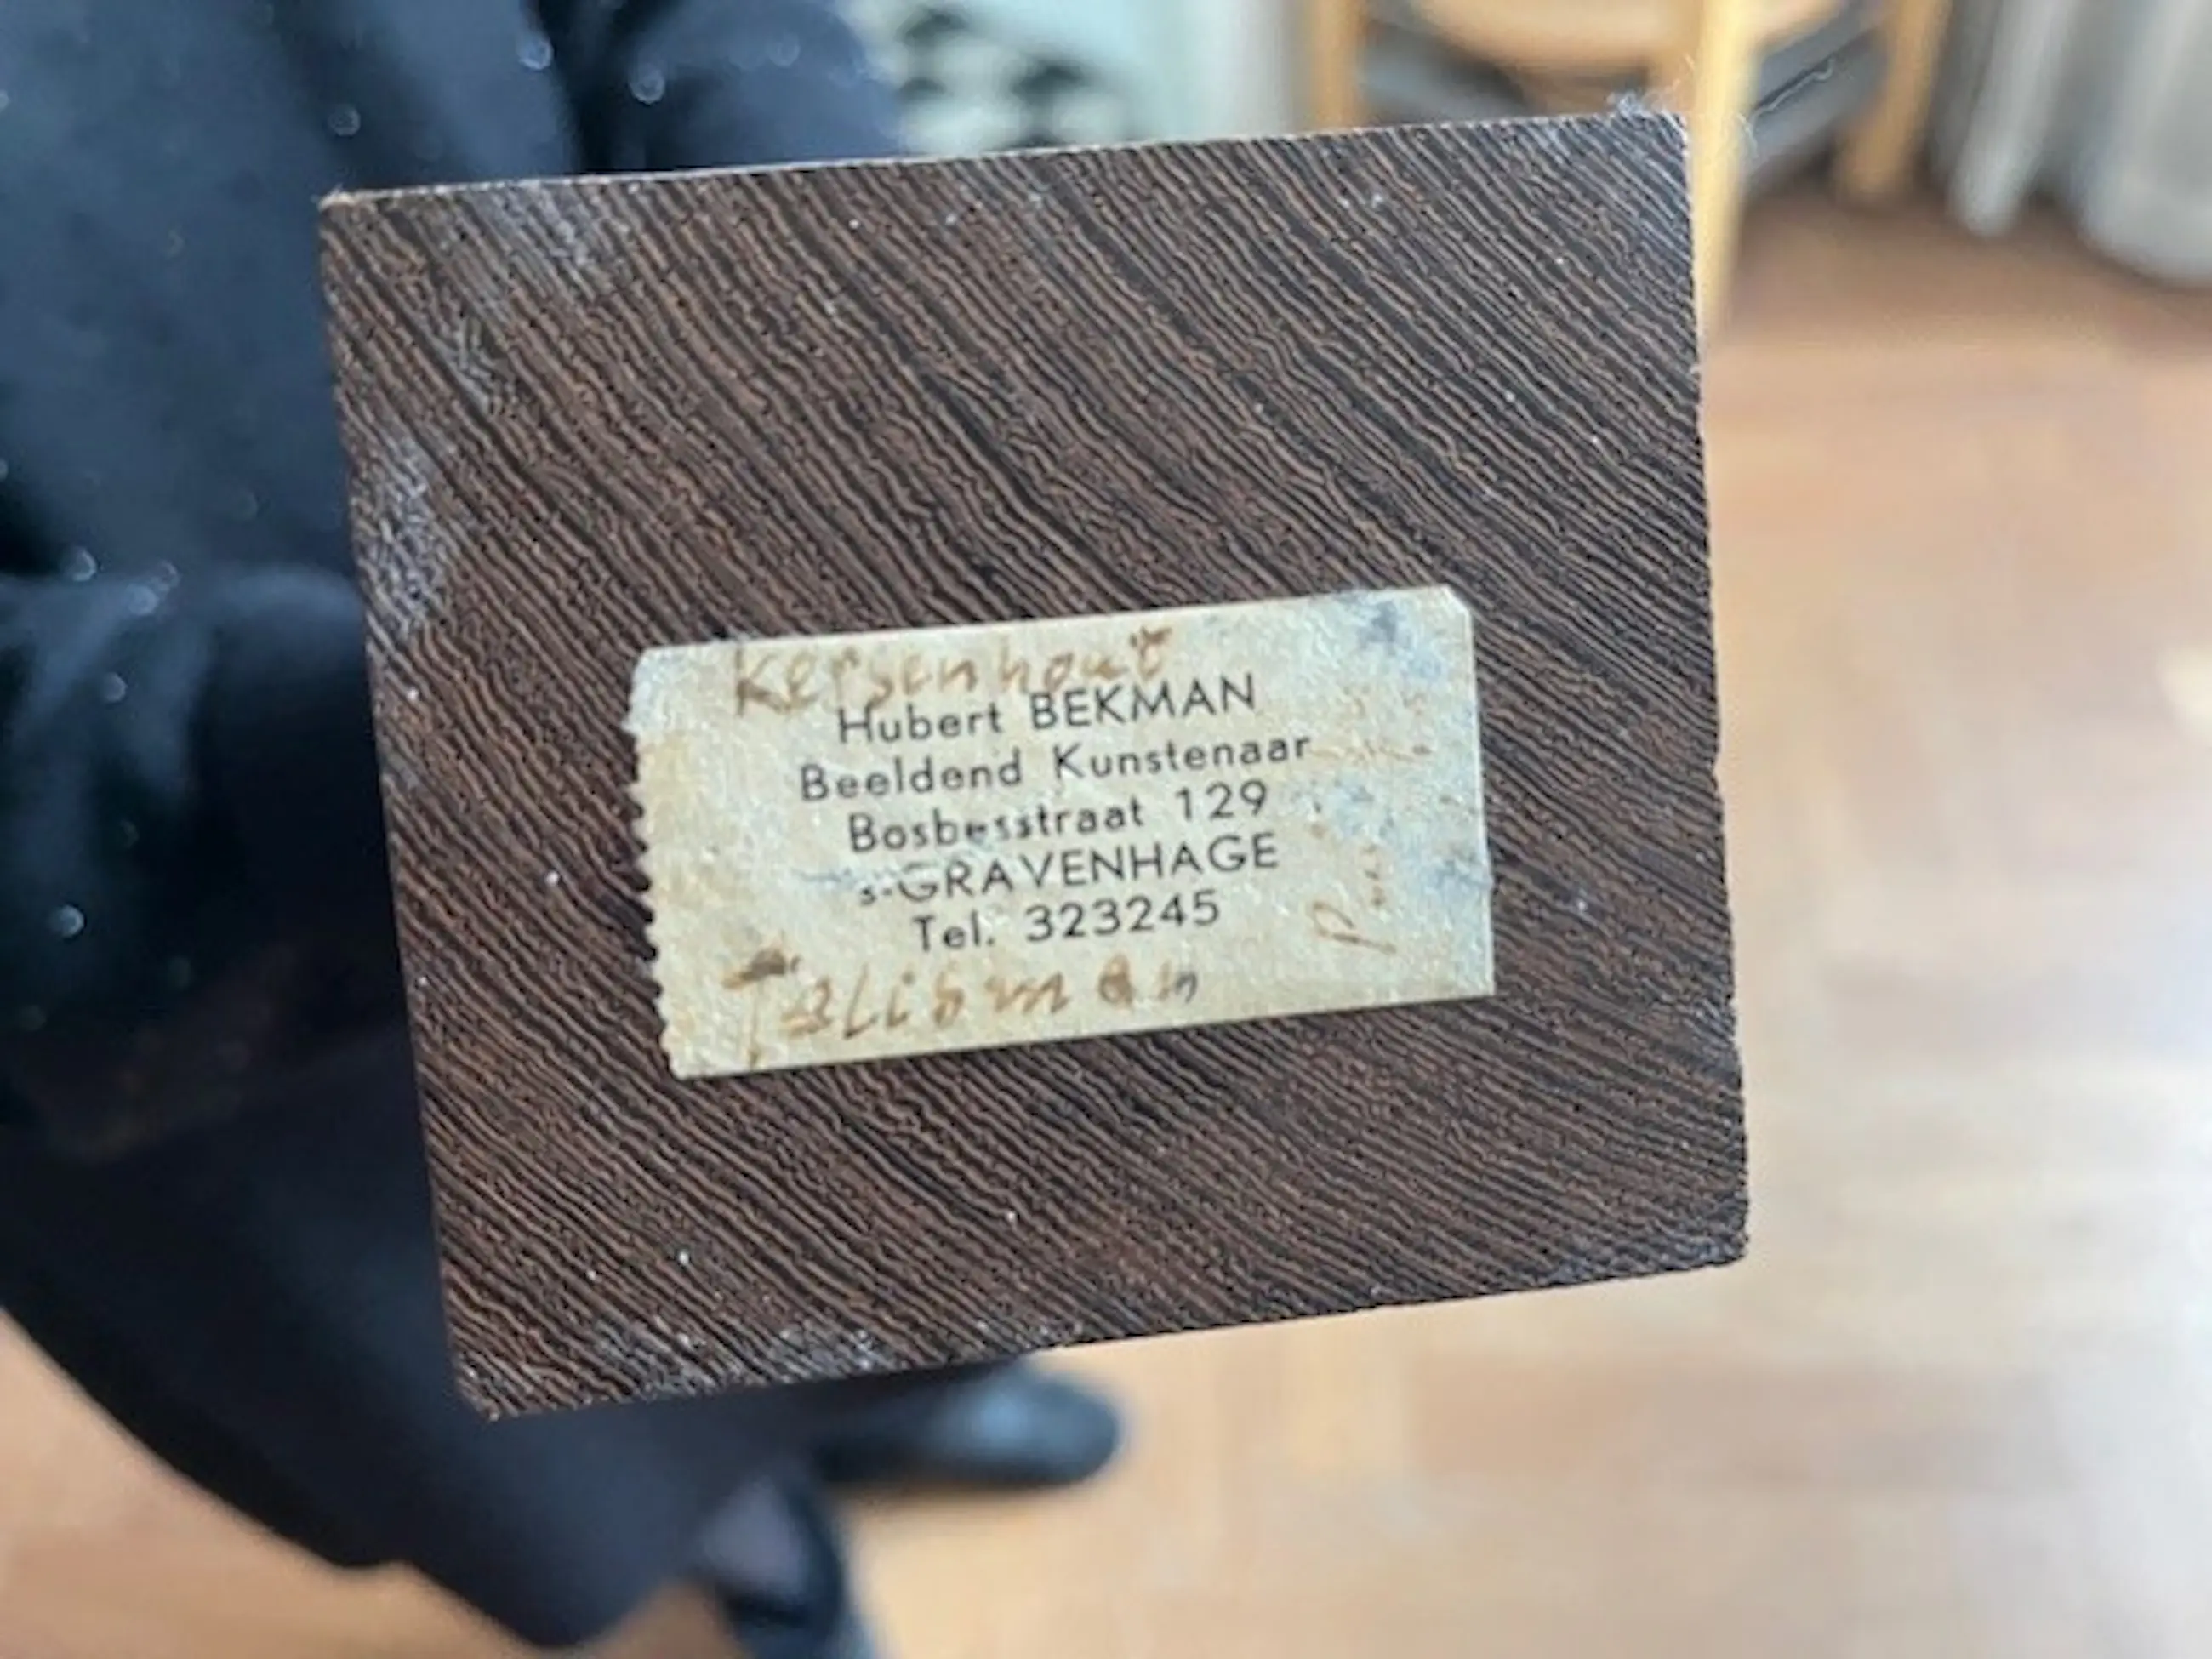 Kersenhout
Hubert BEKMAN
Beeldend Kunstenaar
Bosbesstraat 129
s-GRAVENHAGE
Tel. 323245
Talisman